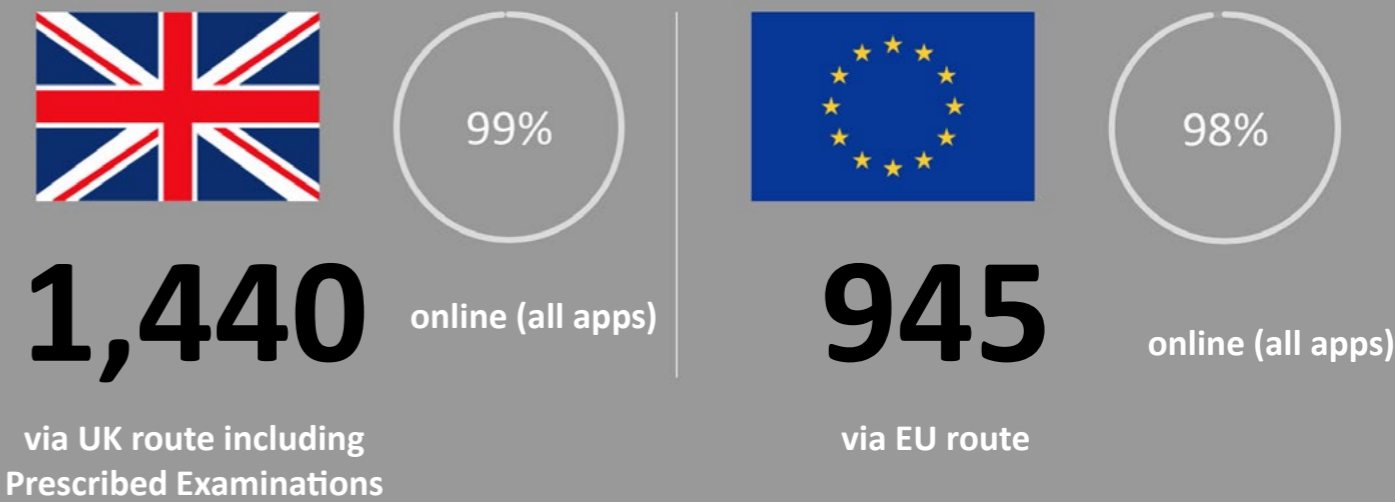 99%
1,440
online (all apps)
via UK route including
Prescribed Examinations
98%
945
online (all apps)
via EU route